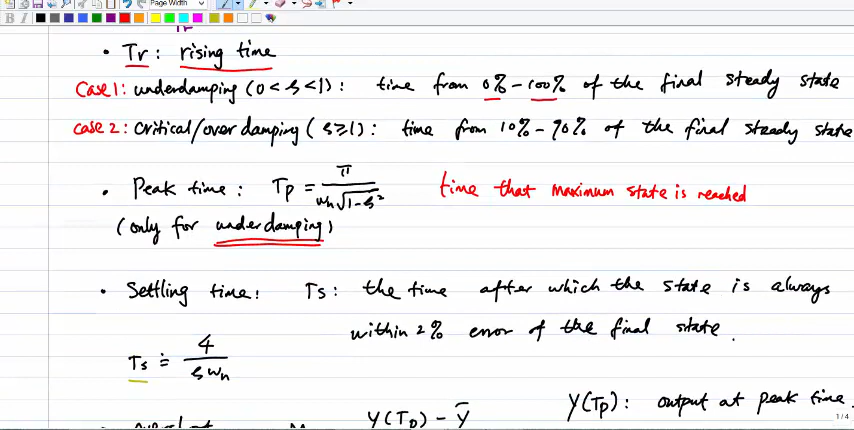 Page Width
B I
Tr
• Tr : rising time
Case 1: underdamping (0 < ζ < 1) : time from 0% – 100% of the final steady state
case 2: critical/over damping (ζ ≥ 1) : time from 10% – 90% of the final steady state
• Peak time : Tp = π / (ωn √(1-ζ²)) time that maximum state is reached
(only for underdamping)
• Settling time : Ts : the time after which the state is always
within 2% error of the final state.
Ts ≐ 4 / (ζ ωn)
Y(Tp) - Ȳ Y(Tp) : output at peak time.
1/4